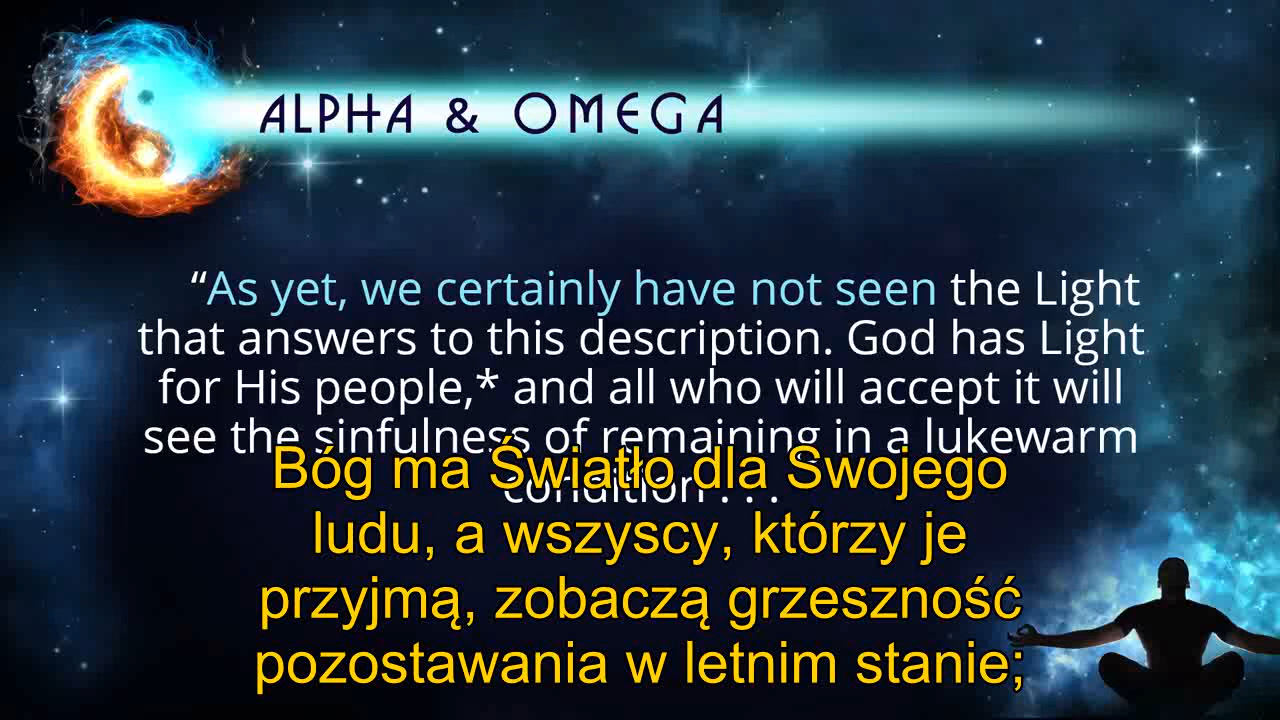 ALPHA & OMEGA
“As yet, we certainly have not seen the Light
that answers to this description. God has Light
for His people,* and all who will accept it will
see the sinfulness of remaining in a lukewarm
condition . . .
Bóg ma Światło dla Swojego
ludu, a wszyscy, którzy je
przyjmą, zobaczą grzeszność
pozostawania w letnim stanie;